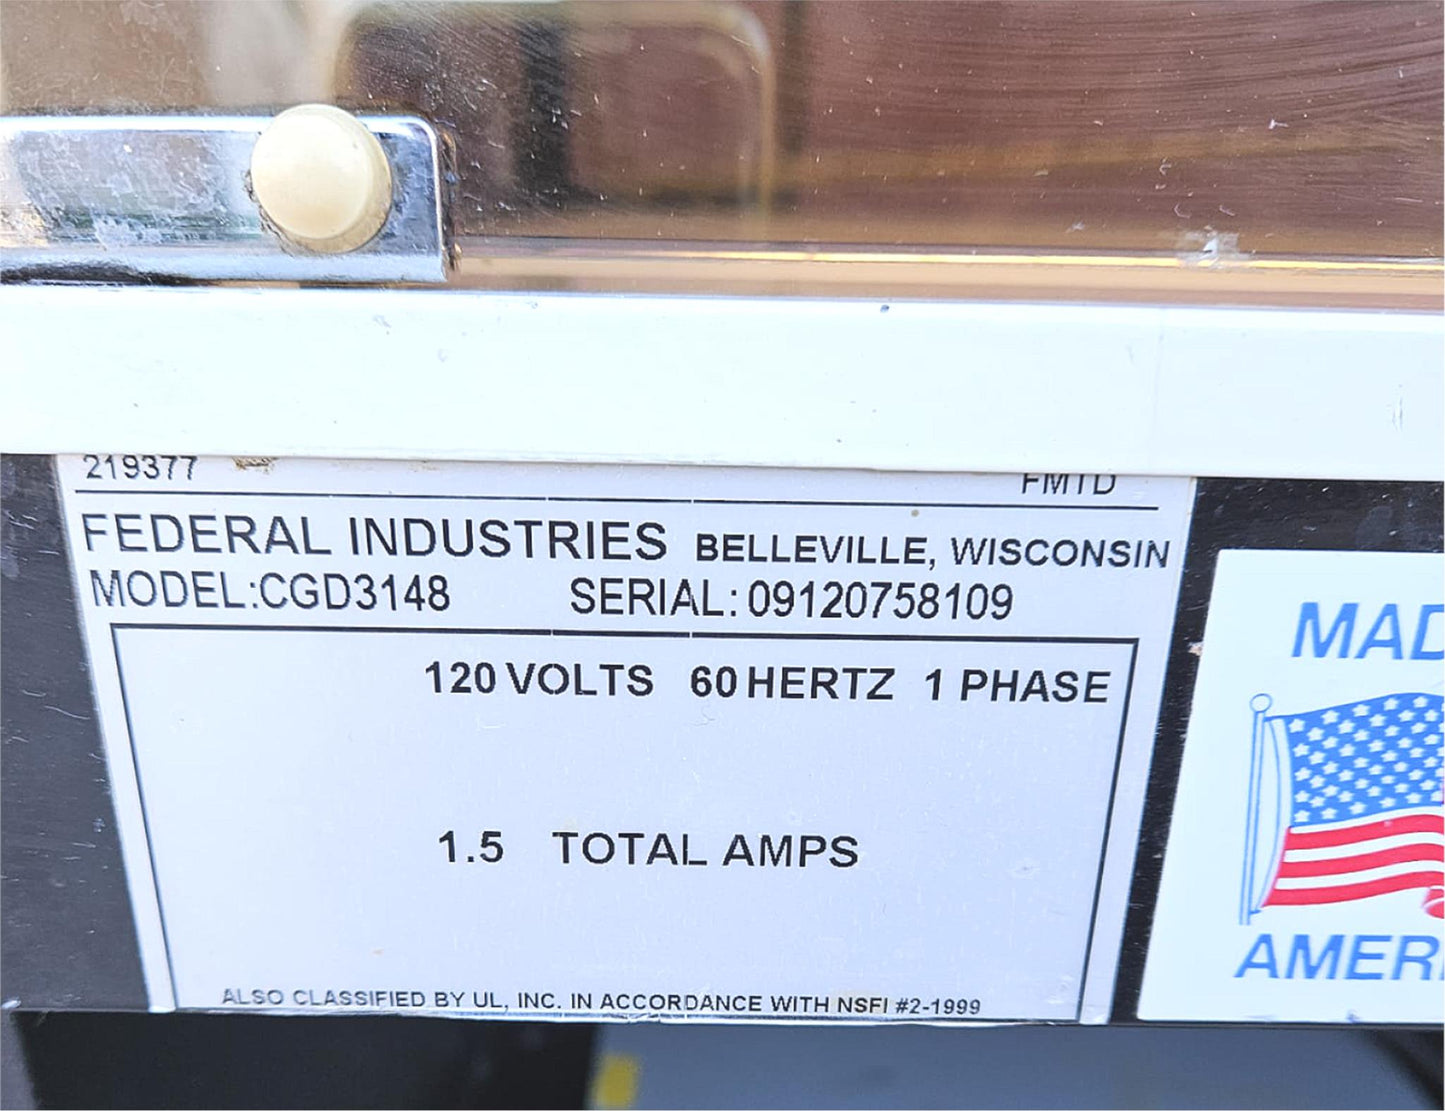 219377 FMTD
FEDERAL INDUSTRIES BELLEVILLE, WISCONSIN
MODEL:CGD3148 SERIAL: 09120758109
120 VOLTS 60 HERTZ 1 PHASE
1.5 TOTAL AMPS
ALSO CLASSIFIED BY UL, INC. IN ACCORDANCE WITH NSFI #2-1999
MAD
AMERI